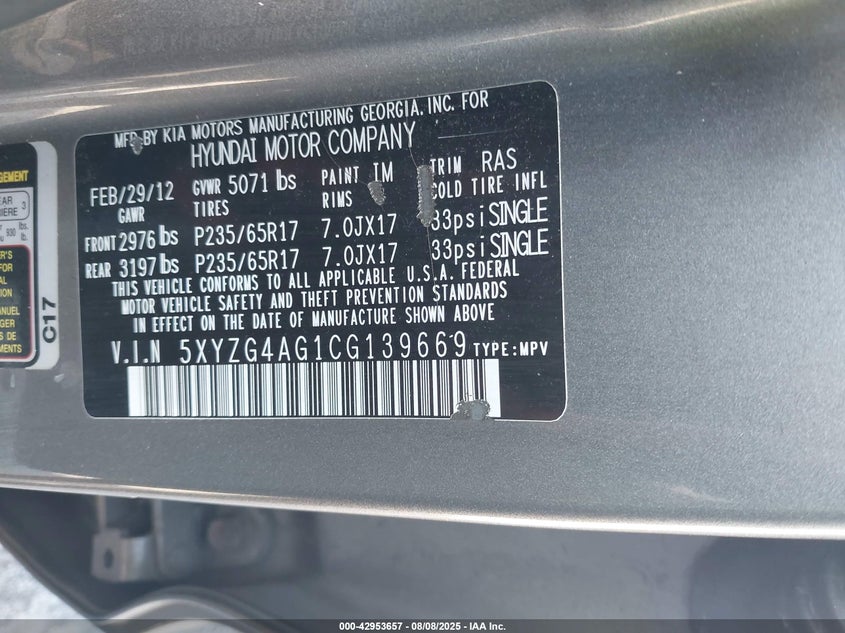 MFD BY KIA MOTORS MANUFACTURING GEORGIA, INC. FOR
HYUNDAI MOTOR COMPANY
FEB/29/12 GVWR 5071 lbs PAINT TM TRIM RAS
GAWR TIRES RIMS COLD TIRE INFL
FRONT 2976 lbs P235/65R17 7.0JX17 33psi SINGLE
REAR 3197 lbs P235/65R17 7.0JX17 33psi SINGLE
THIS VEHICLE CONFORMS TO ALL APPLICABLE U.S.A. FEDERAL
MOTOR VEHICLE SAFETY AND THEFT PREVENTION STANDARDS
IN EFFECT ON THE DATE OF MANUFACTURE SHOWN ABOVE
V.I.N 5XYZG4AG1CG139669 TYPE:MPV
C17
000-42953657 - 08/08/2025 - IAA Inc.